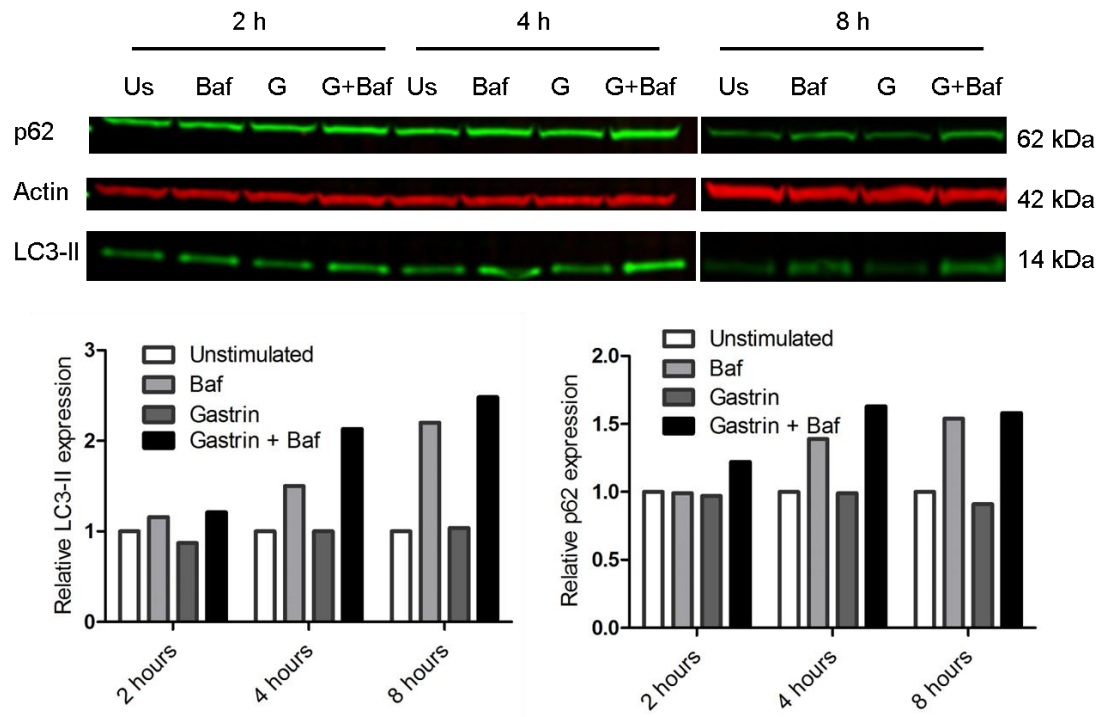 2 h 4 h 8 h
Us Baf G G+Baf Us Baf G G+Baf Us Baf G G+Baf
p62 62 kDa
Actin 42 kDa
LC3-II 14 kDa
Relative LC3-II expression
3
2
1
0
Unstimulated
Baf
Gastrin
Gastrin + Baf
2 hours 4 hours 8 hours
Relative p62 expression
2.0
1.5
1.0
0.5
0.0
Unstimulated
Baf
Gastrin
Gastrin + Baf
2 hours 4 hours 8 hours